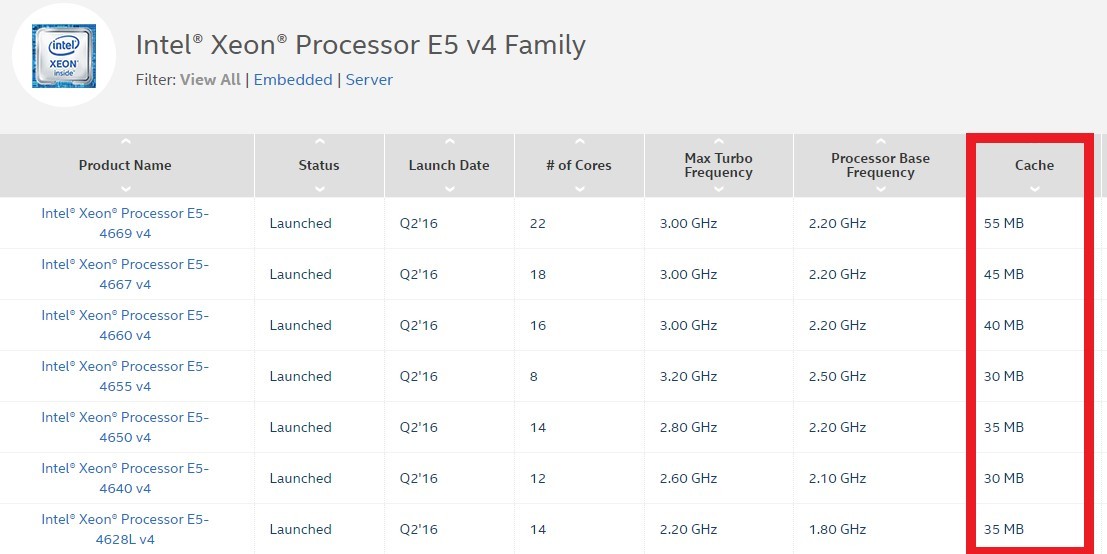 intel
XEON®
inside™
Intel® Xeon® Processor E5 v4 Family
Filter: View All | Embedded | Server
Product Name Status Launch Date # of Cores Max Turbo Frequency Processor Base Frequency Cache
Intel® Xeon® Processor E5-
4669 v4 Launched Q2'16 22 3.00 GHz 2.20 GHz 55 MB
Intel® Xeon® Processor E5-
4667 v4 Launched Q2'16 18 3.00 GHz 2.20 GHz 45 MB
Intel® Xeon® Processor E5-
4660 v4 Launched Q2'16 16 3.00 GHz 2.20 GHz 40 MB
Intel® Xeon® Processor E5-
4655 v4 Launched Q2'16 8 3.20 GHz 2.50 GHz 30 MB
Intel® Xeon® Processor E5-
4650 v4 Launched Q2'16 14 2.80 GHz 2.20 GHz 35 MB
Intel® Xeon® Processor E5-
4640 v4 Launched Q2'16 12 2.60 GHz 2.10 GHz 30 MB
Intel® Xeon® Processor E5-
4628L v4 Launched Q2'16 14 2.20 GHz 1.80 GHz 35 MB